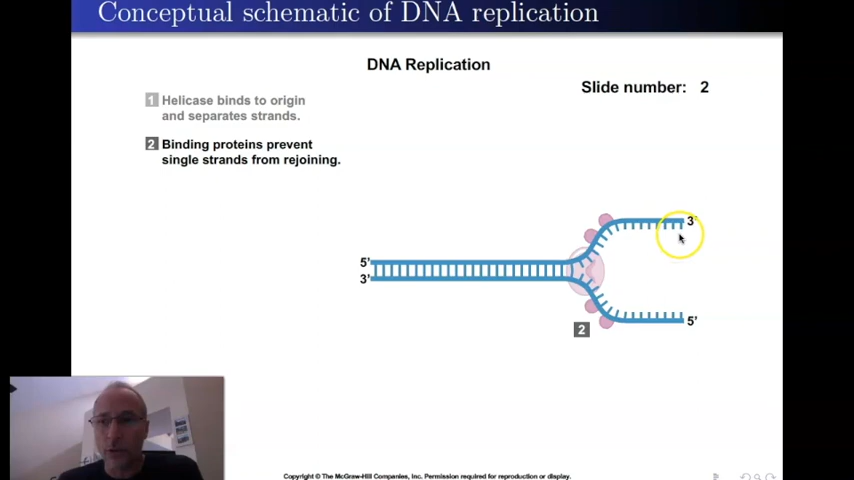 Conceptual schematic of DNA replication
DNA Replication
Slide number: 2
1 Helicase binds to origin
and separates strands.
2 Binding proteins prevent
single strands from rejoining.
3'
5'
3'
5'
2
Copyright © The McGraw-Hill Companies, Inc. Permission required for reproduction or display.